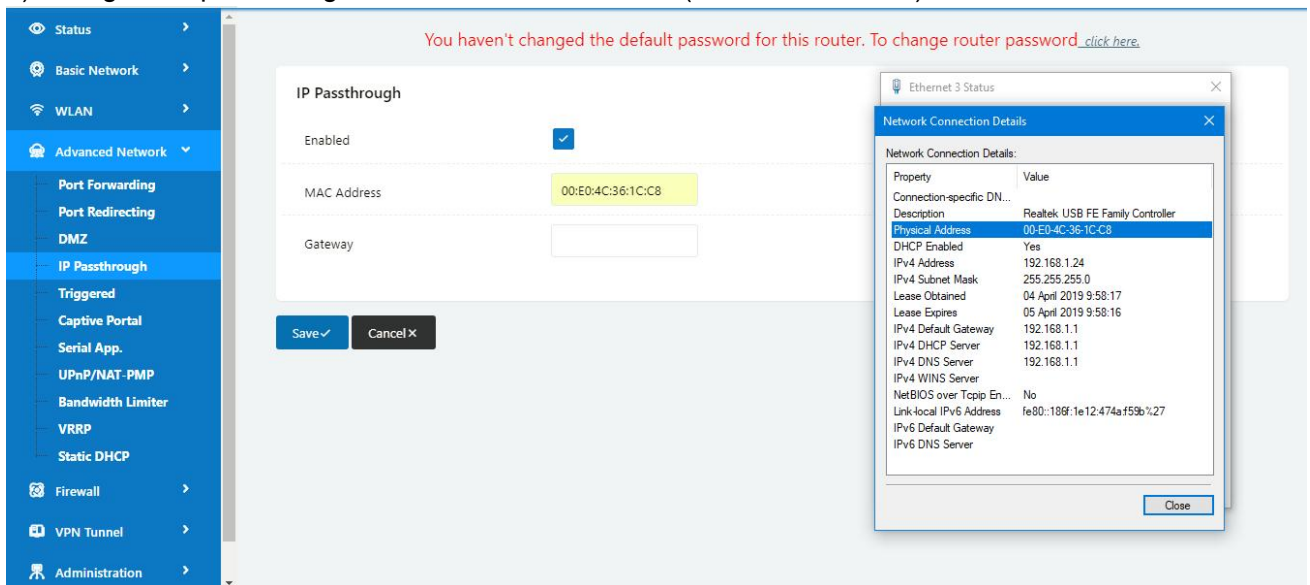 Status
Basic Network
WLAN
Advanced Network
Port Forwarding
Port Redirecting
DMZ
IP Passthrough
Triggered
Captive Portal
Serial App.
UPnP/NAT-PMP
Bandwidth Limiter
VRRP
Static DHCP
Firewall
VPN Tunnel
Administration
You haven't changed the default password for this router. To change router password click here.
IP Passthrough
Enabled
MAC Address 00:E0:4C:36:1C:C8
Gateway
Save Cancel
Ethernet 3 Status
Network Connection Details
Network Connection Details:
Property Value
Connection-specific DN...
Description Realtek USB FE Family Controller
Physical Address 00-E0-4C-36-1C-C8
DHCP Enabled Yes
IPv4 Address 192.168.1.24
IPv4 Subnet Mask 255.255.255.0
Lease Obtained 04 April 2019 9:58:17
Lease Expires 05 April 2019 9:58:16
IPv4 Default Gateway 192.168.1.1
IPv4 DHCP Server 192.168.1.1
IPv4 DNS Server 192.168.1.1
IPv4 WINS Server
NetBIOS over Tcpip En... No
Link-local IPv6 Address fe80::186f:1e12:474a:f59b%27
IPv6 Default Gateway
IPv6 DNS Server
Close